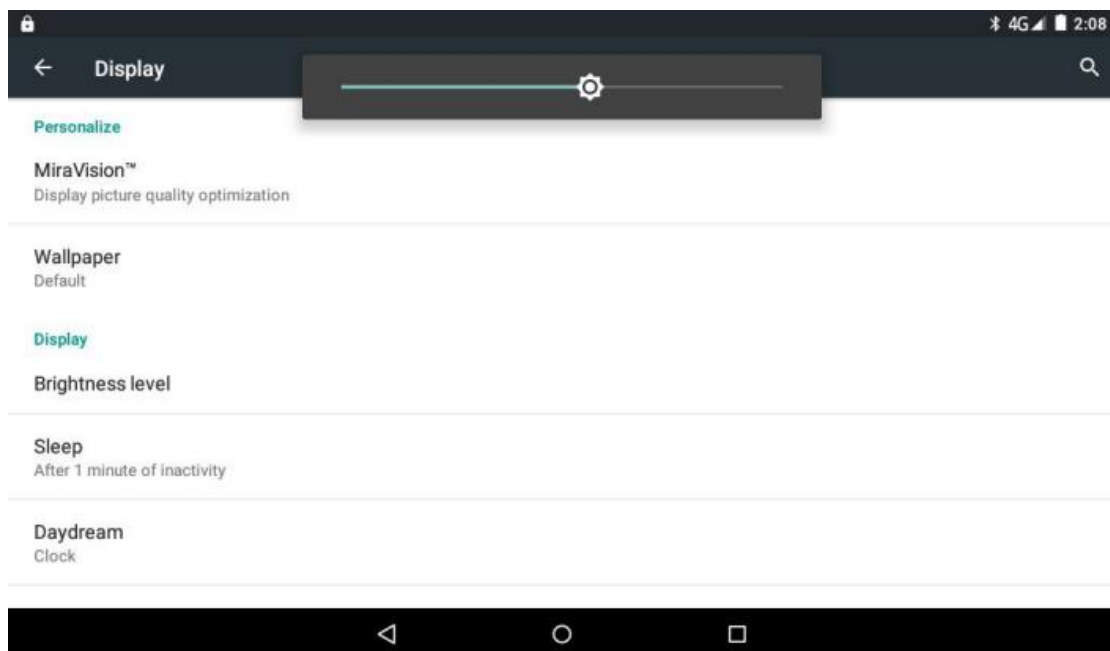 4G 2:08
Display
Personalize
MiraVision™
Display picture quality optimization
Wallpaper
Default
Display
Brightness level
Sleep
After 1 minute of inactivity
Daydream
Clock